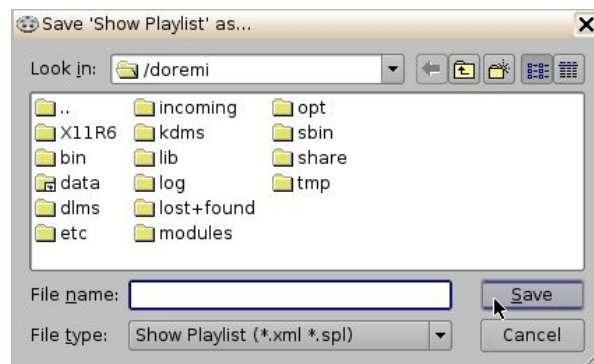 Save 'Show Playlist' as...
Look in: /doremi
.. incoming opt
X11R6 kdms sbin
bin lib share
data log tmp
dlms lost+found
etc modules
File name: Save
File type: Show Playlist (*.xml *.spl) Cancel